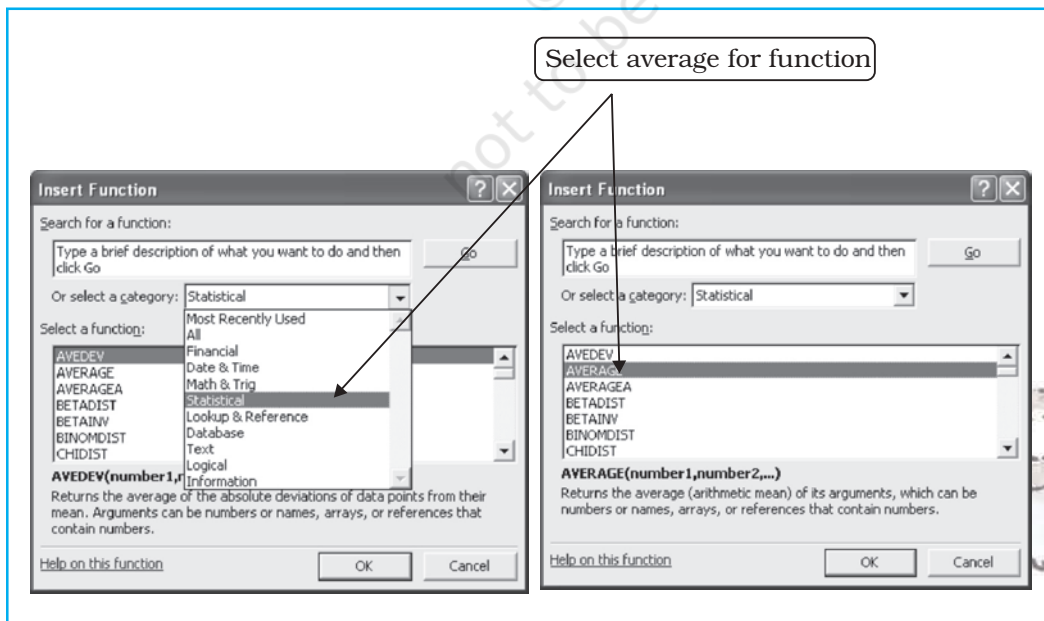 not to be
Select average for function
Insert Function
Search for a function:
Type a brief description of what you want to do and then
click Go
Go
Or select a category: Statistical
Most Recently Used
All
Financial
Date & Time
Math & Trig
Statistical
Lookup & Reference
Database
Text
Logical
Information
Select a function:
AVEDEV
AVERAGE
AVERAGEA
BETADIST
BETAINV
BINOMDIST
CHIDIST
AVEDEV(number1,
Returns the average of the absolute deviations of data points from their
mean. Arguments can be numbers or names, arrays, or references that
contain numbers.
Help on this function
OK
Cancel
Insert Function
Search for a function:
Type a brief description of what you want to do and then
click Go
Go
Or select a category: Statistical
Select a function:
AVEDEV
AVERAGE
AVERAGEA
BETADIST
BETAINV
BINOMDIST
CHIDIST
AVERAGE(number1,number2,...)
Returns the average (arithmetic mean) of its arguments, which can be
numbers or names, arrays, or references that contain numbers.
Help on this function
OK
Cancel